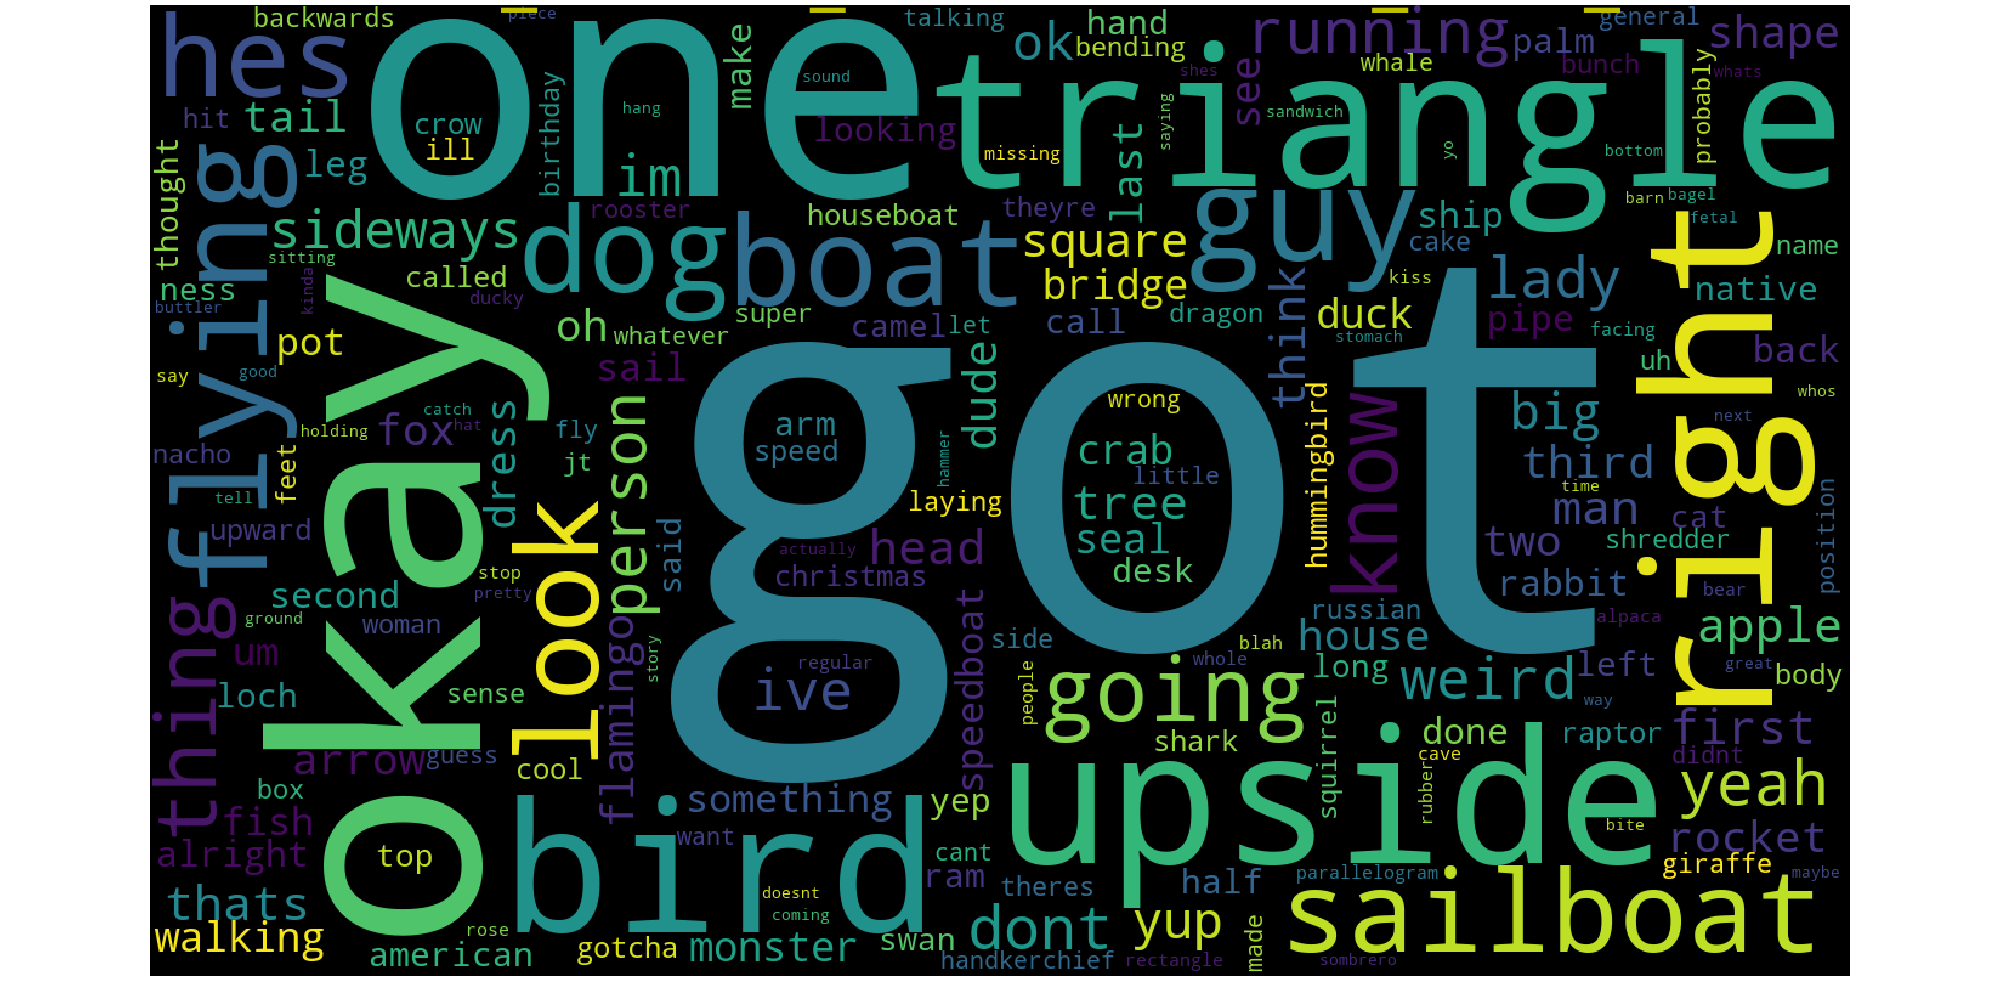 backwards
piece
talking
hand
general
hes
one
ok
bending
running
palm
shape
make
triangle
whale
bunch
whats
sound
shes
see
probably
hit
tail
crow
ill
hang
birthday
looking
missing
last
saying
sandwich
yo
bottom
leg
im
barn
bagel
thought
flying
sideways
rooster
houseboat
theyre
guy
ship
fetal
dog
boat
square
cake
right
name
sitting
called
bridge
kiss
lady
native
ness
kinda
ducky
buttler
oh
whatever
super
camel
let
call
dragon
think
duck
pipe
facing
pot
stomach
uh
back
say
good
okay
sail
dude
got
wrong
big
next
whos
catch
holding
fox
hat
dress
fly
arm
speed
crab
little
hummingbird
know
third
nacho
feet
jt
person
hammer
tell
look
laying
tree
time
man
cat
position
upward
said
actually
head
seal
two
shredder
christmas
desk
rabbit
bear
second
stop
pretty
ground
woman
russian
house
alpaca
apple
thing
um
story
regular
ive
speedboat
side
blah
whole
long
weird
left
great
body
loch
sense
flamingo
people
going
way
first
arrow
guess
cool
shark
squirrel
done
raptor
didnt
box
something
yep
upside
cave
rubber
yeah
fish
top
bird
want
cant
bite
rocket
alright
ram
theres
half
parallelogram
giraffe
maybe
thats
doesnt
coming
sailboat
walking
rose
american
gotcha
monster
swan
dont
yup
made
handkerchief
rectangle
sombrero